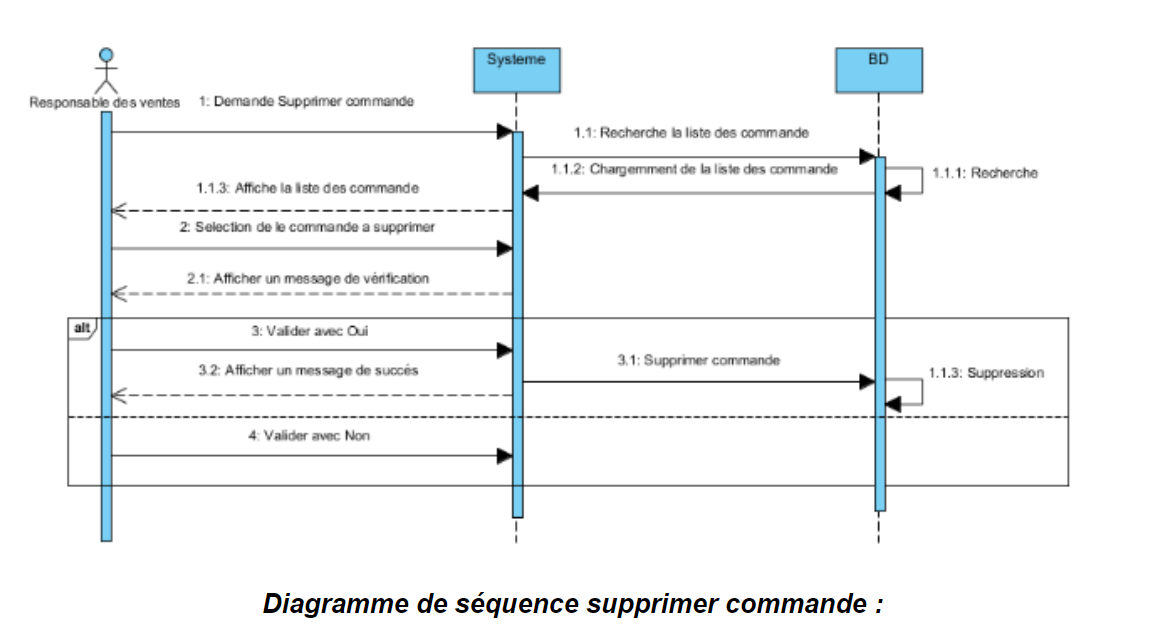 Systeme
BD
Responsable des ventes
1: Demande Supprimer commande
1.1: Recherche la liste des commande
1.1.2: Chargemment de la liste des commande
1.1.1: Recherche
1.1.3: Affiche la liste des commande
2: Selection de le commande a supprimer
2.1: Afficher un message de vérification
alt
3: Valider avec Oui
3.1: Supprimer commande
3.2: Afficher un message de succés
1.1.3: Suppression
4: Valider avec Non
Diagramme de séquence supprimer commande :